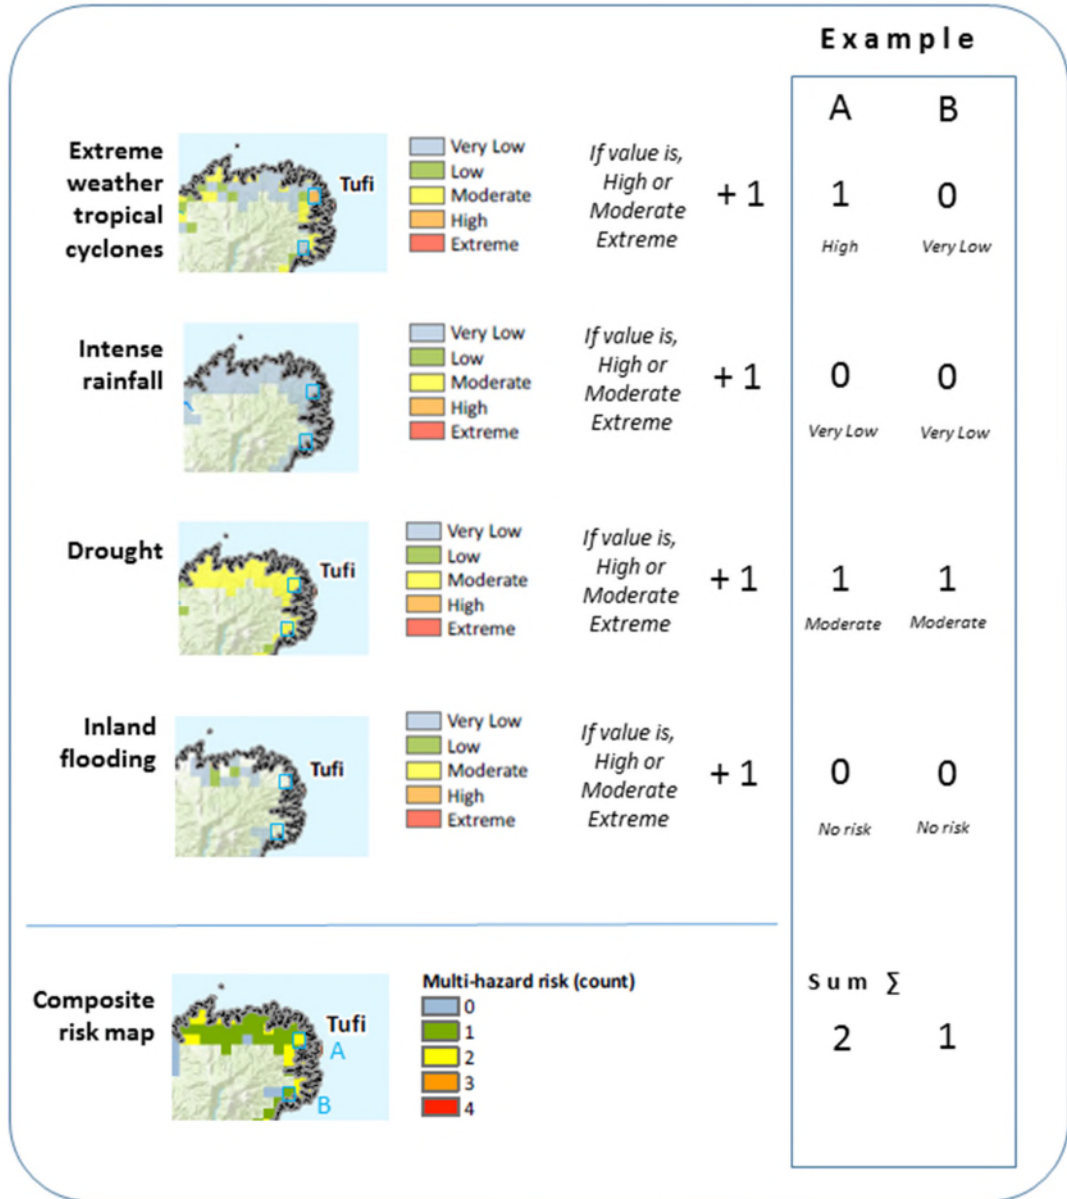 Example
A B
Extreme
weather
tropical
cyclones
Tufi
Very Low
Low
Moderate
High
Extreme
If value is,
High or
Moderate
Extreme
+ 1
1 0
High Very Low
Intense
rainfall
Very Low
Low
Moderate
High
Extreme
If value is,
High or
Moderate
Extreme
+ 1
0 0
Very Low Very Low
Drought
Tufi
Very Low
Low
Moderate
High
Extreme
If value is,
High or
Moderate
Extreme
+ 1
1 1
Moderate Moderate
Inland
flooding
Tufi
Very Low
Low
Moderate
High
Extreme
If value is,
High or
Moderate
Extreme
+ 1
0 0
No risk No risk
Composite
risk map
Tufi
A
B
Multi-hazard risk (count)
0
1
2
3
4
Sum Σ
2 1